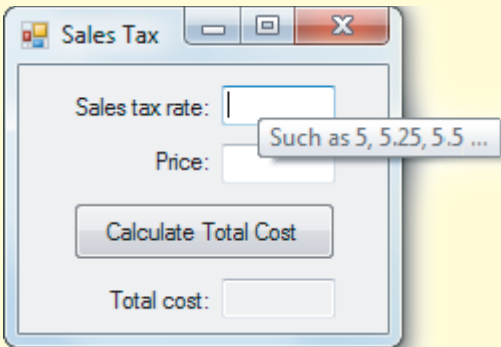 Sales Tax
Sales tax rate:
Such as 5, 5.25, 5.5 ...
Price:
Calculate Total Cost
Total cost: